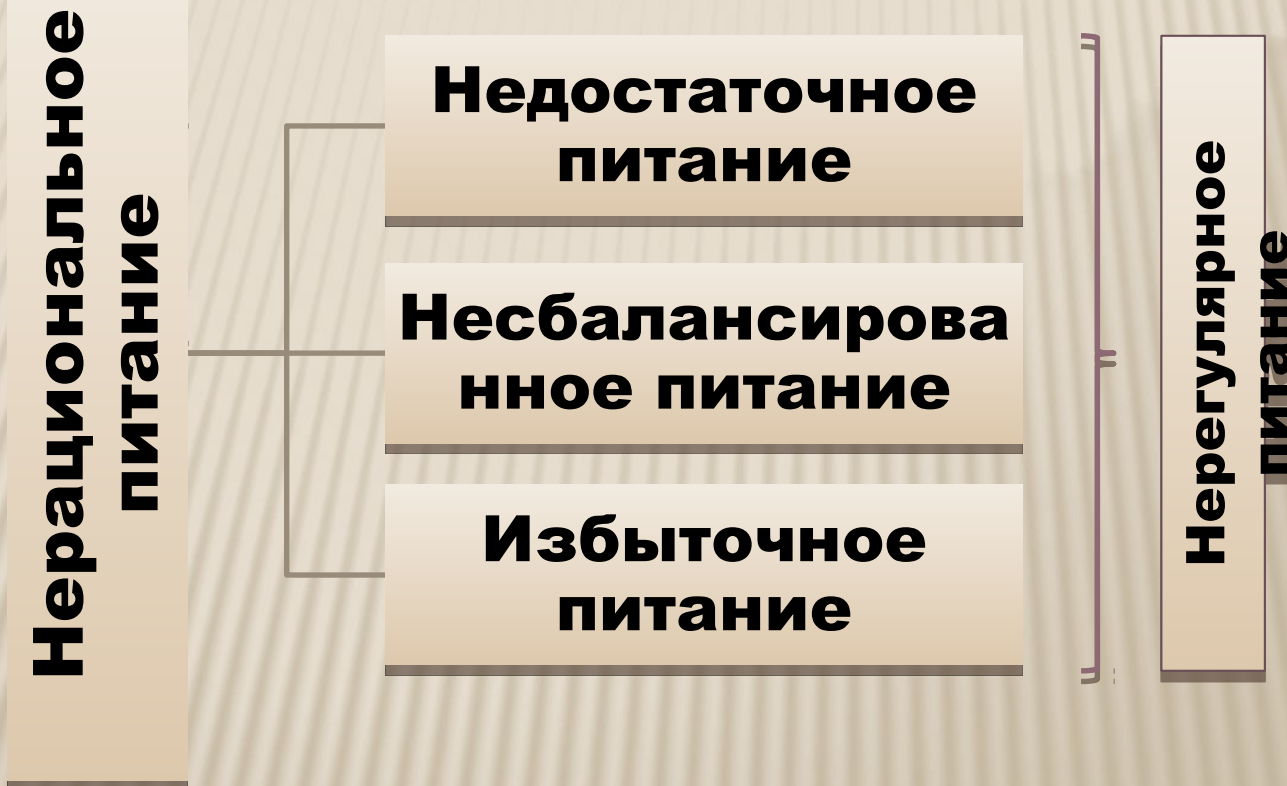 Нерациональное
питание
Недостаточное
питание
Несбалансирова
нное питание
Избыточное
питание
Нерегулярное
питание